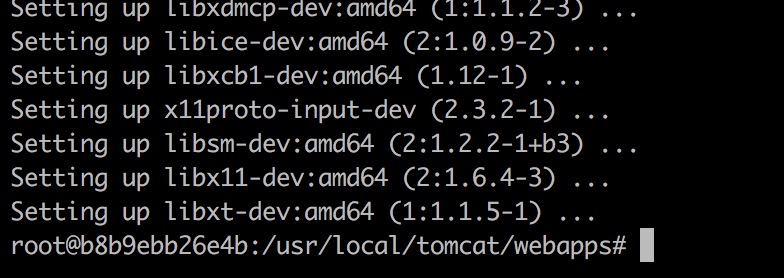 Setting up libxdmcp-dev:amd64 (1:1.1.2-3) ...
Setting up libice-dev:amd64 (2:1.0.9-2) ...
Setting up libxcb1-dev:amd64 (1.12-1) ...
Setting up x11proto-input-dev (2.3.2-1) ...
Setting up libsm-dev:amd64 (2:1.2.2-1+b3) ...
Setting up libx11-dev:amd64 (2:1.6.4-3) ...
Setting up libxt-dev:amd64 (1:1.1.5-1) ...
root@b8b9ebb26e4b:/usr/local/tomcat/webapps#